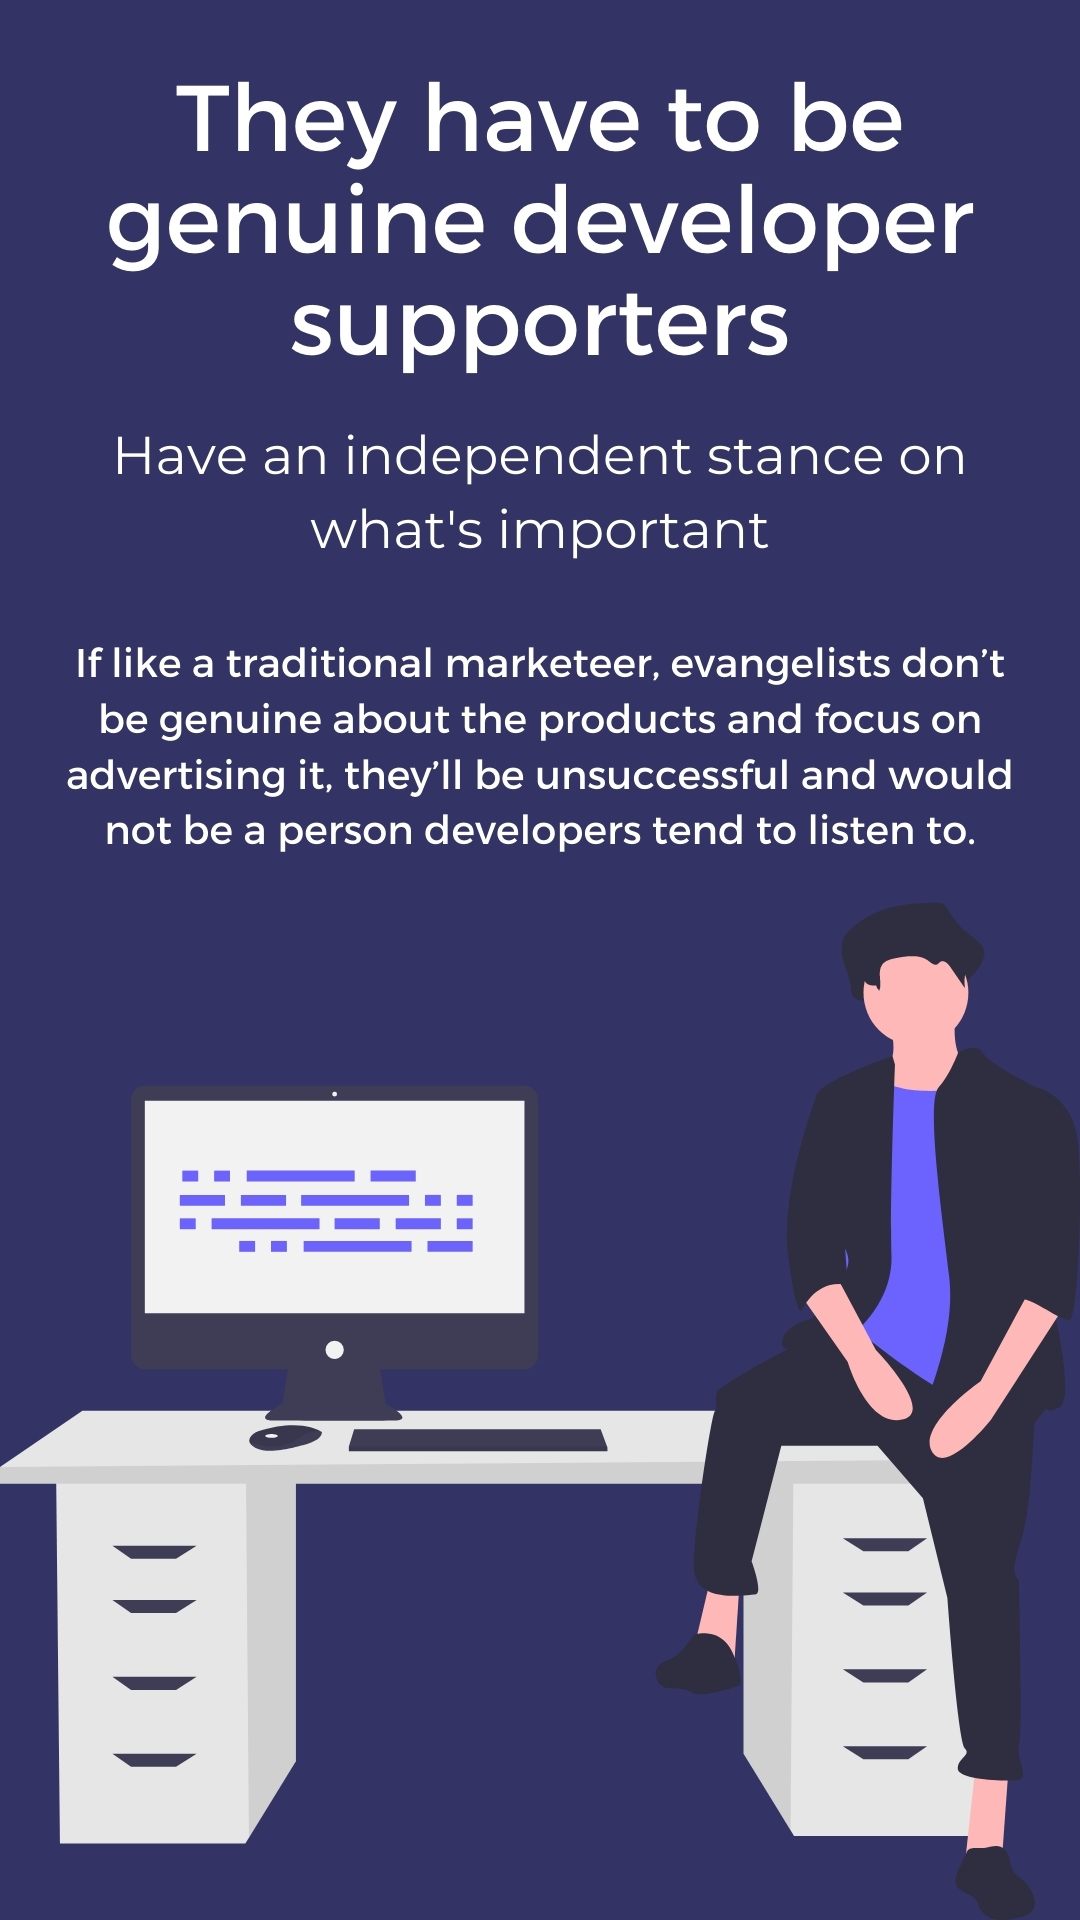 They have to be
genuine developer
supporters
Have an independent stance on
what's important
If like a traditional marketeer, evangelists don’t
be genuine about the products and focus on
advertising it, they’ll be unsuccessful and would
not be a person developers tend to listen to.